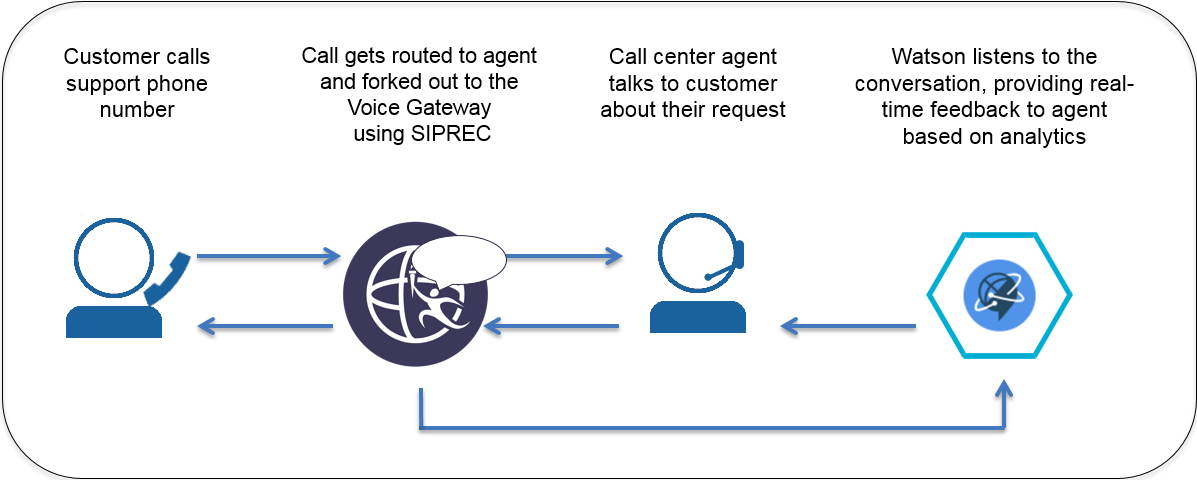 Customer calls
support phone
number
Call gets routed to agent
and forked out to the
Voice Gateway
using SIPREC
Call center agent
talks to customer
about their request
Watson listens to the
conversation, providing real-
time feedback to agent
based on analytics